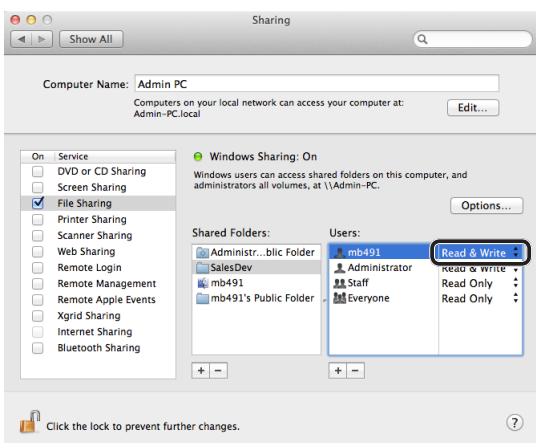 Sharing
Show All
Computer Name: Admin PC
Computers on your local network can access your computer at:
Admin-PC.local
Edit...
On Service
DVD or CD Sharing
Screen Sharing
File Sharing
Printer Sharing
Scanner Sharing
Web Sharing
Remote Login
Remote Management
Remote Apple Events
Xgrid Sharing
Internet Sharing
Bluetooth Sharing
Windows Sharing: On
Windows users can access shared folders on this computer, and
administrators all volumes, at \\Admin-PC.
Options...
Shared Folders:
Administr...blic Folder
SalesDev
mb491
mb491's Public Folder
+ −
Users:
mb491 Read & Write
Administrator Read & Write
Staff Read Only
Everyone Read Only
+ −
Click the lock to prevent further changes.
?